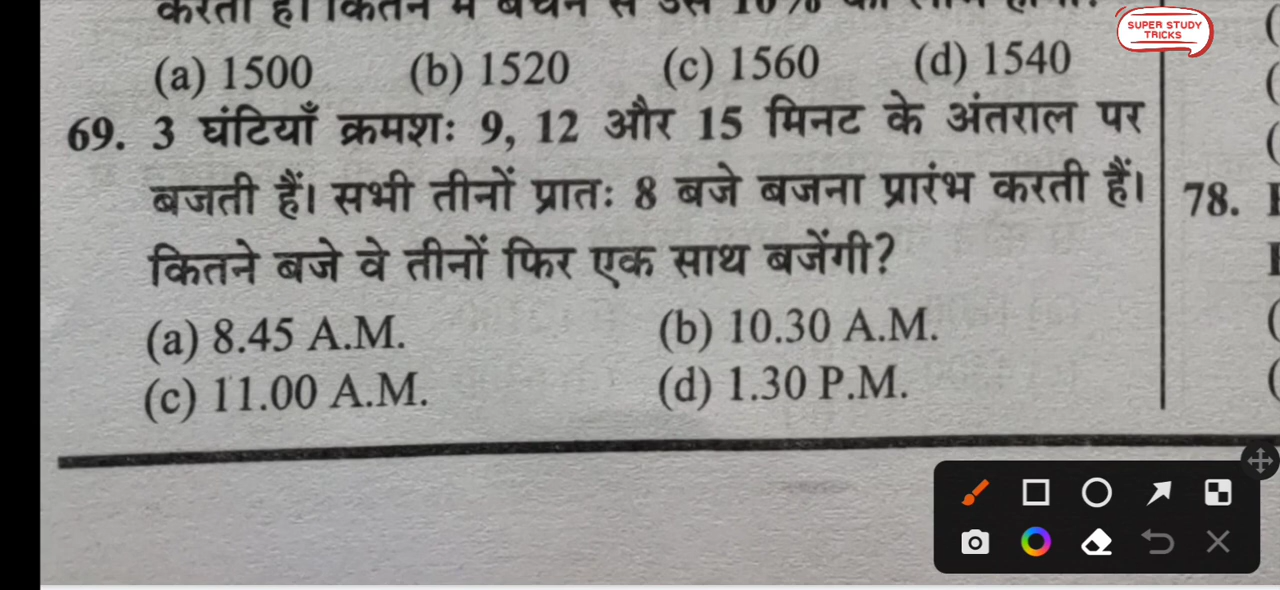 (a) 1500 (b) 1520 (c) 1560 (d) 1540
SUPER STUDY
TRICKS
69. 3 घंटियाँ क्रमशः 9, 12 और 15 मिनट के अंतराल पर
बजती हैं। सभी तीनों प्रातः 8 बजे बजना प्रारंभ करती हैं।
कितने बजे वे तीनों फिर एक साथ बजेंगी?
(a) 8.45 A.M. (b) 10.30 A.M.
(c) 11.00 A.M. (d) 1.30 P.M.
78.